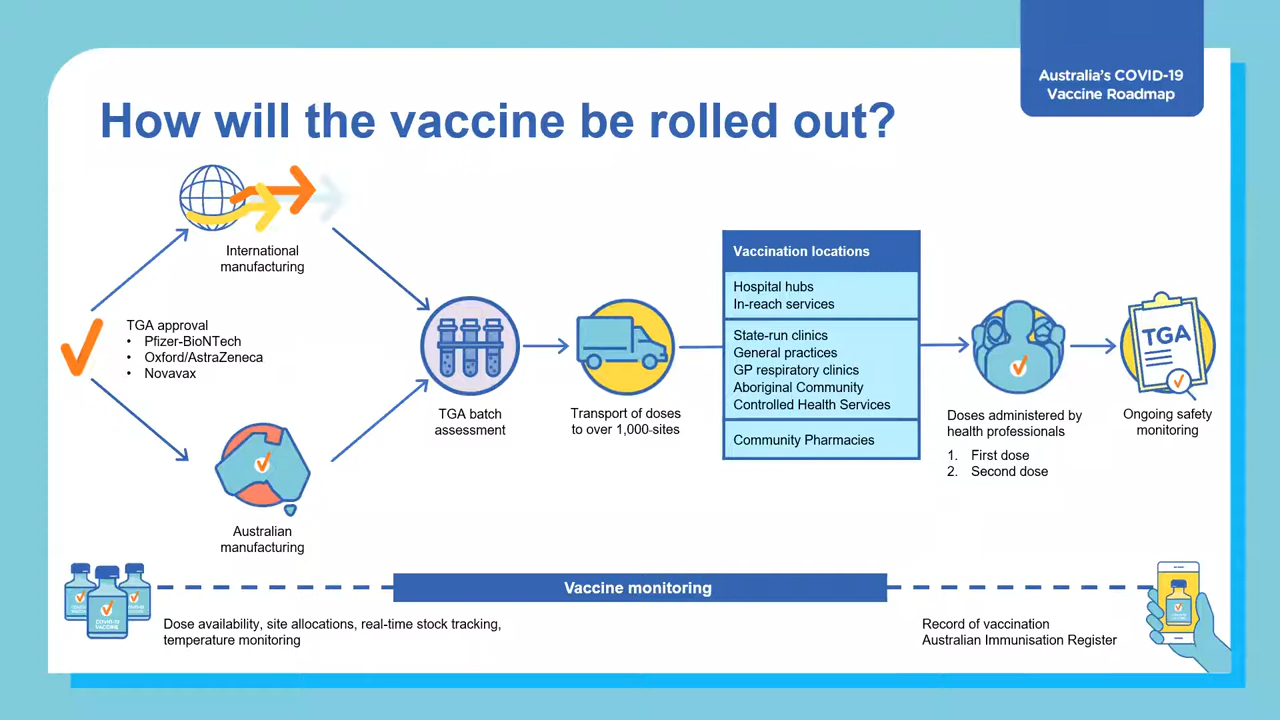 Australia's COVID-19
Vaccine Roadmap
How will the vaccine be rolled out?
International
manufacturing
TGA approval
• Pfizer-BioNTech
• Oxford/AstraZeneca
• Novavax
Australian
manufacturing
TGA batch
assessment
Transport of doses
to over 1,000-sites
Vaccination locations
Hospital hubs
In-reach services
State-run clinics
General practices
GP respiratory clinics
Aboriginal Community
Controlled Health Services
Community Pharmacies
Doses administered by
health professionals
1. First dose
2. Second dose
TGA
Ongoing safety
monitoring
COVID-19
VACCINE
Vaccine monitoring
Dose availability, site allocations, real-time stock tracking,
temperature monitoring
Record of vaccination
Australian Immunisation Register